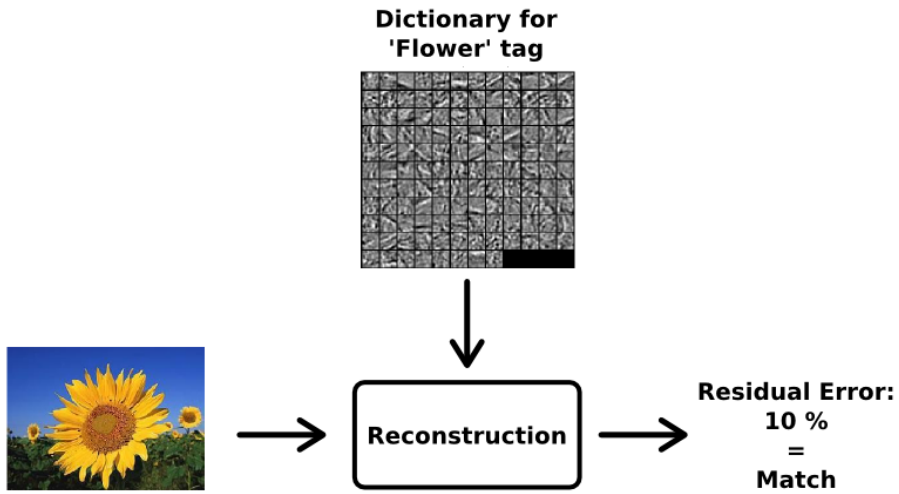 Dictionary for
'Flower' tag
Reconstruction
Residual Error:
10 %
=
Match